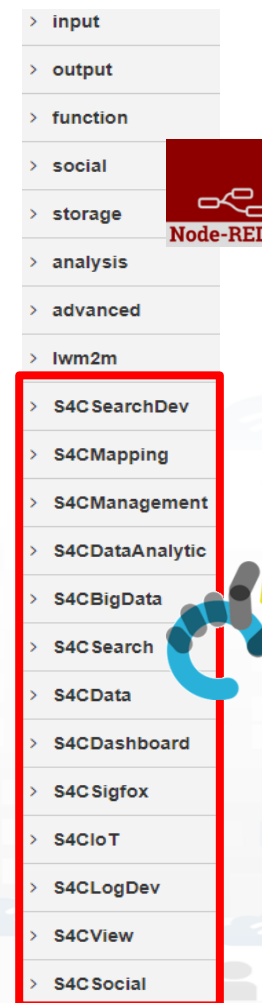 > input
> output
> function
> social
> storage
Node-RED
> analysis
> advanced
> lwm2m
> S4CSearchDev
> S4CMapping
> S4CManagement
> S4CDataAnalytic
> S4CBigData
> S4CSearch
> S4CData
> S4CDashboard
> S4CSigfox
> S4CIoT
> S4CLogDev
> S4CView
> S4CSocial